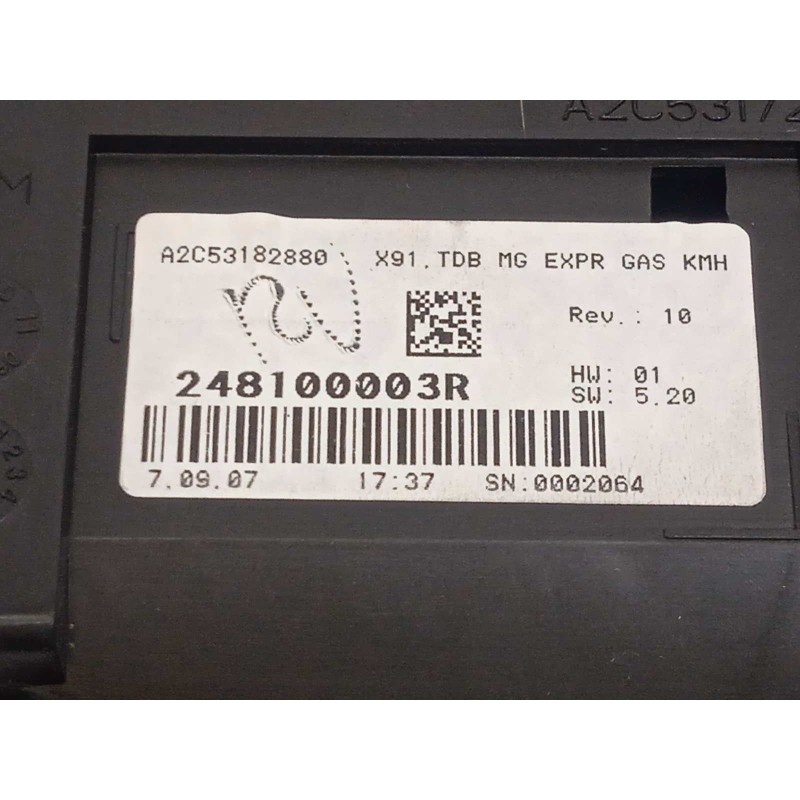 A2C53172
M
A2C53182880 X91.TDB MG EXPR GAS KMH
Rev.: 10
248100003R
HW: 01
SW: 5.20
7.09.07 17:37 SN:0002064